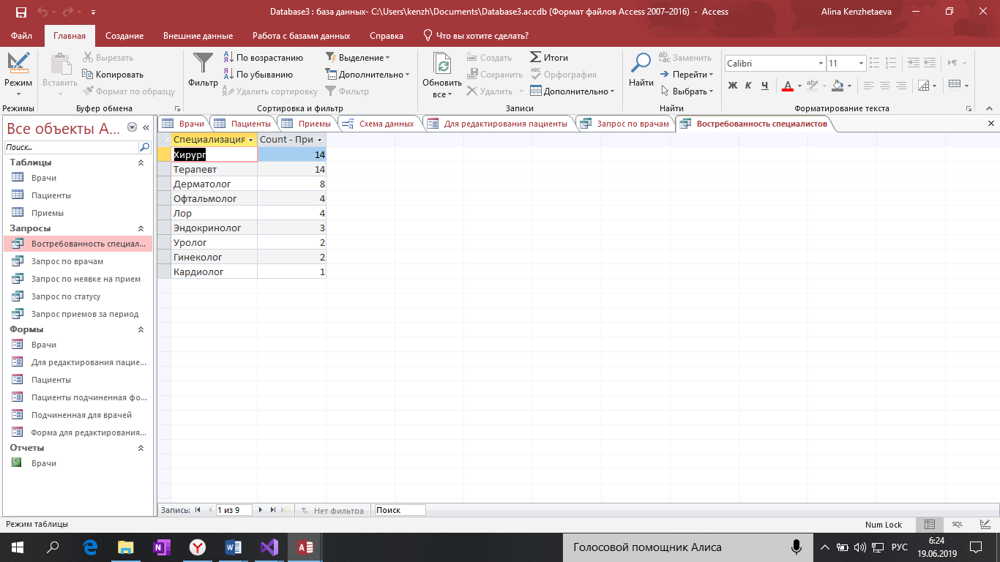 Database3 : база данных- C:\Users\kenzh\Documents\Database3.accdb (Формат файлов Access 2007–2016) - Access
Alina Kenzhetaeva
Файл Главная Создание Внешние данные Работа с базами данных Справка Что вы хотите сделать?
Режим
Режимы
Вставить
Вырезать
Копировать
Формат по образцу
Буфер обмена
Фильтр
По возрастанию
По убыванию
Удалить сортировку
Выделение
Дополнительно
Фильтр
Сортировка и фильтр
Обновить
все
Создать
Сохранить
Удалить
Итоги
Орфография
Дополнительно
Записи
Найти
Заменить
Перейти
Выбрать
Найти
Calibri 11
Ж К Ч А
Форматирование текста
Все объекты A...
Поиск...
Таблицы
Врачи
Пациенты
Приемы
Запросы
Востребованность специал...
Запрос по врачам
Запрос по неявке на прием
Запрос по статусу
Запрос приемов за период
Формы
Врачи
Для редактирования пацие...
Пациенты
Пациенты подчиненная фо...
Подчиненная для врачей
Форма для редактирования...
Отчеты
Врачи
Врачи Пациенты Приемы Схема данных Для редактирования пациенты Запрос по врачам Востребованность специалистов
Специализация Count - При
Хирург 14
Терапевт 14
Дерматолог 8
Офтальмолог 4
Лор 4
Эндокринолог 3
Уролог 2
Гинеколог 2
Кардиолог 1
Запись: 1 из 9 Нет фильтра Поиск
Режим таблицы
Num Lock
SQL
Голосовой помощник Алиса
РУС
6:24
19.06.2019